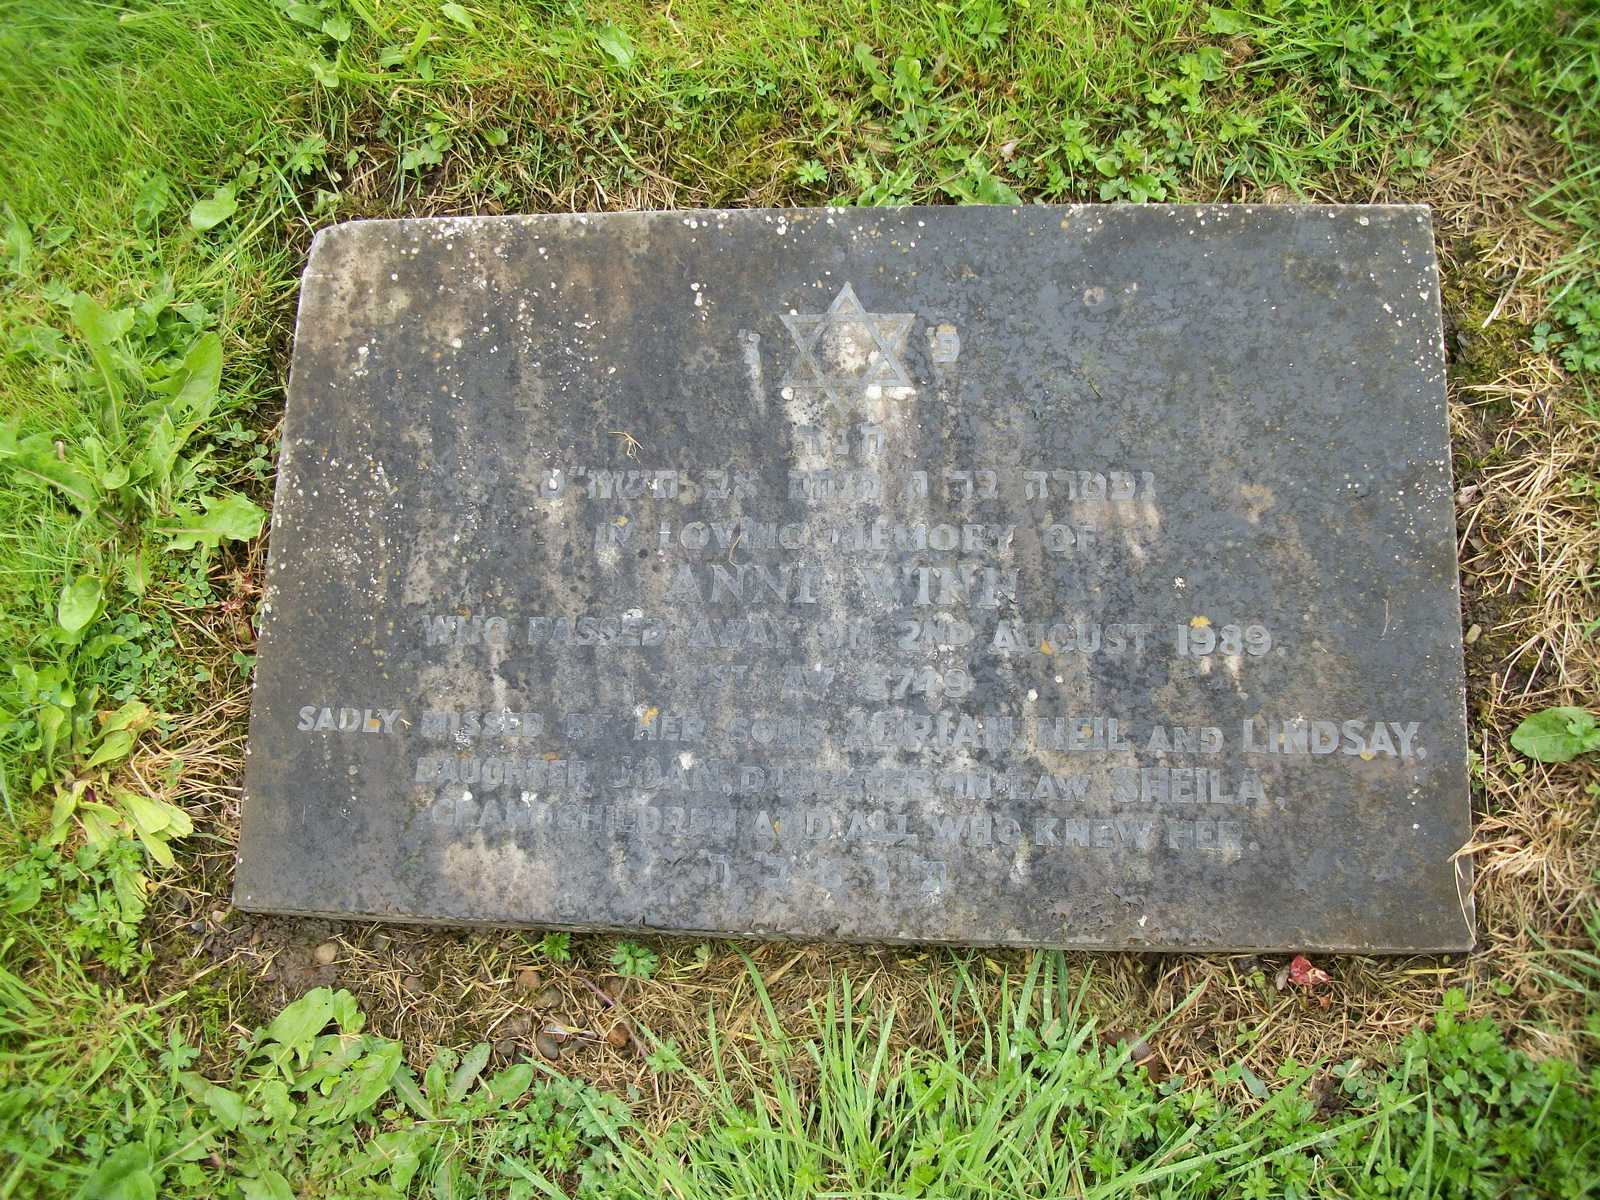 פ נ
נפטרה בר ח מנחם אב תשמ"ט
IN LOVING MEMORY OF
ANNE WINN
WHO PASSED AWAY ON 2ND AUGUST 1989.
AV 5749
SADLY MISSED BY HER SONS ADRIAN, NEIL AND LINDSAY,
DAUGHTER JOAN, DAUGHTER-IN-LAW SHEILA,
GRANDCHILDREN AND ALL WHO KNEW HER.
ת נ צ ב ה